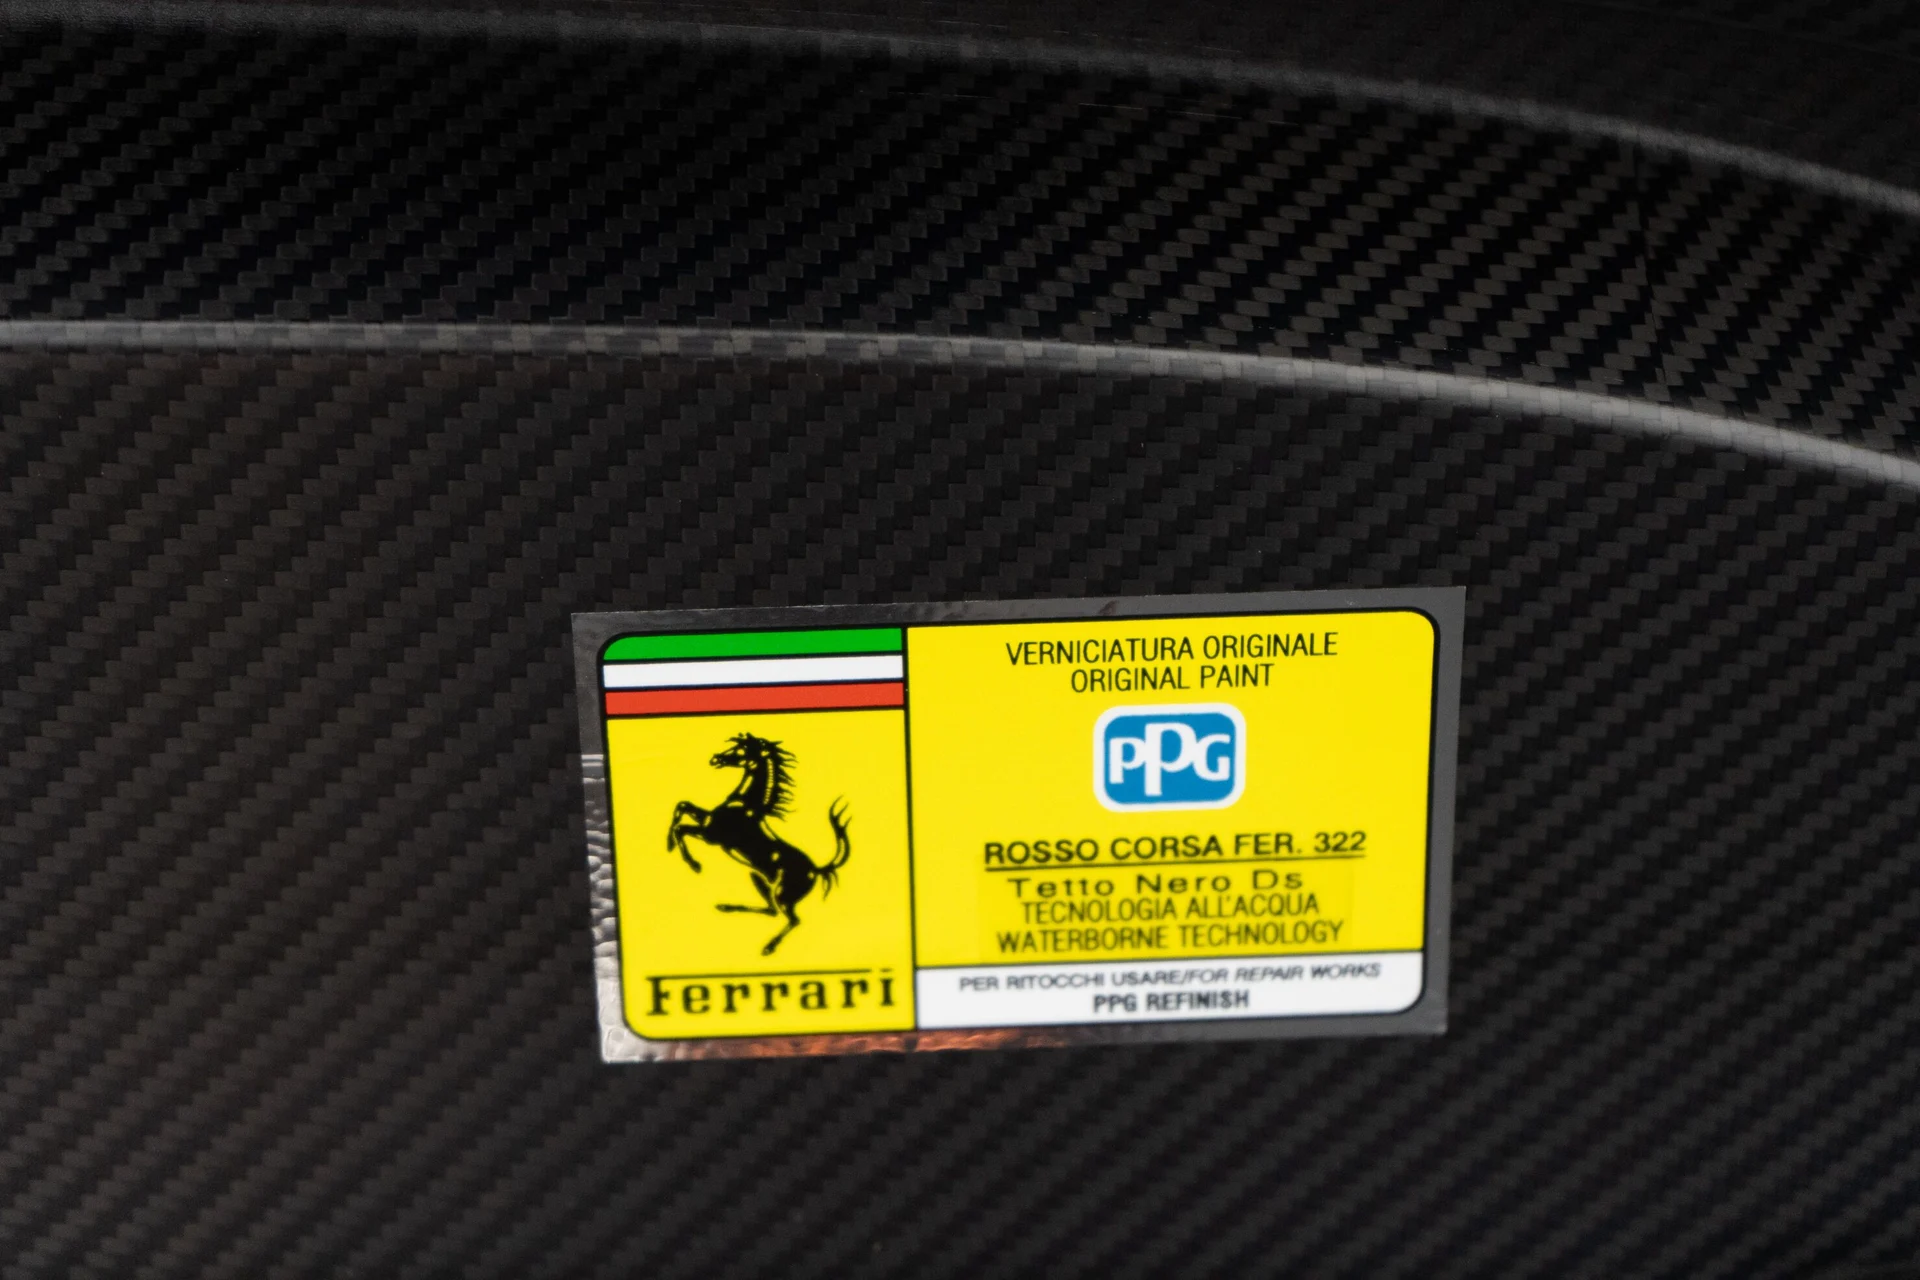 VERNICIATURA ORIGINALE
ORIGINAL PAINT
PPG
ROSSO CORSA FER. 322
Tetto Nero Ds
TECNOLOGIA ALL'ACQUA
WATERBORNE TECHNOLOGY
PER RITOCCHI USARE/FOR REPAIR WORKS
PPG REFINISH
Ferrari